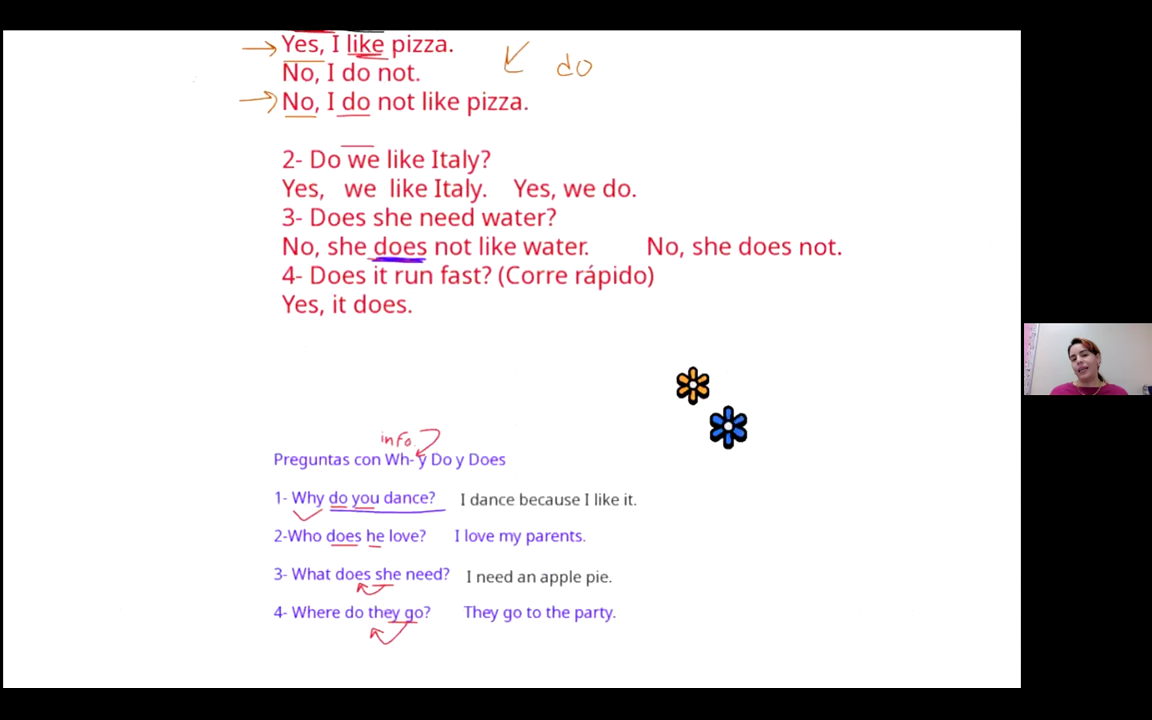 Yes, I like pizza.
do
No, I do not.
No, I do not like pizza.
2- Do we like Italy?
Yes, we like Italy. Yes, we do.
3- Does she need water?
No, she does not like water. No, she does not.
4- Does it run fast? (Corre rápido)
Yes, it does.
info.
Preguntas con Wh- y Do y Does
1- Why do you dance? I dance because I like it.
2-Who does he love? I love my parents.
3- What does she need? I need an apple pie.
4- Where do they go? They go to the party.